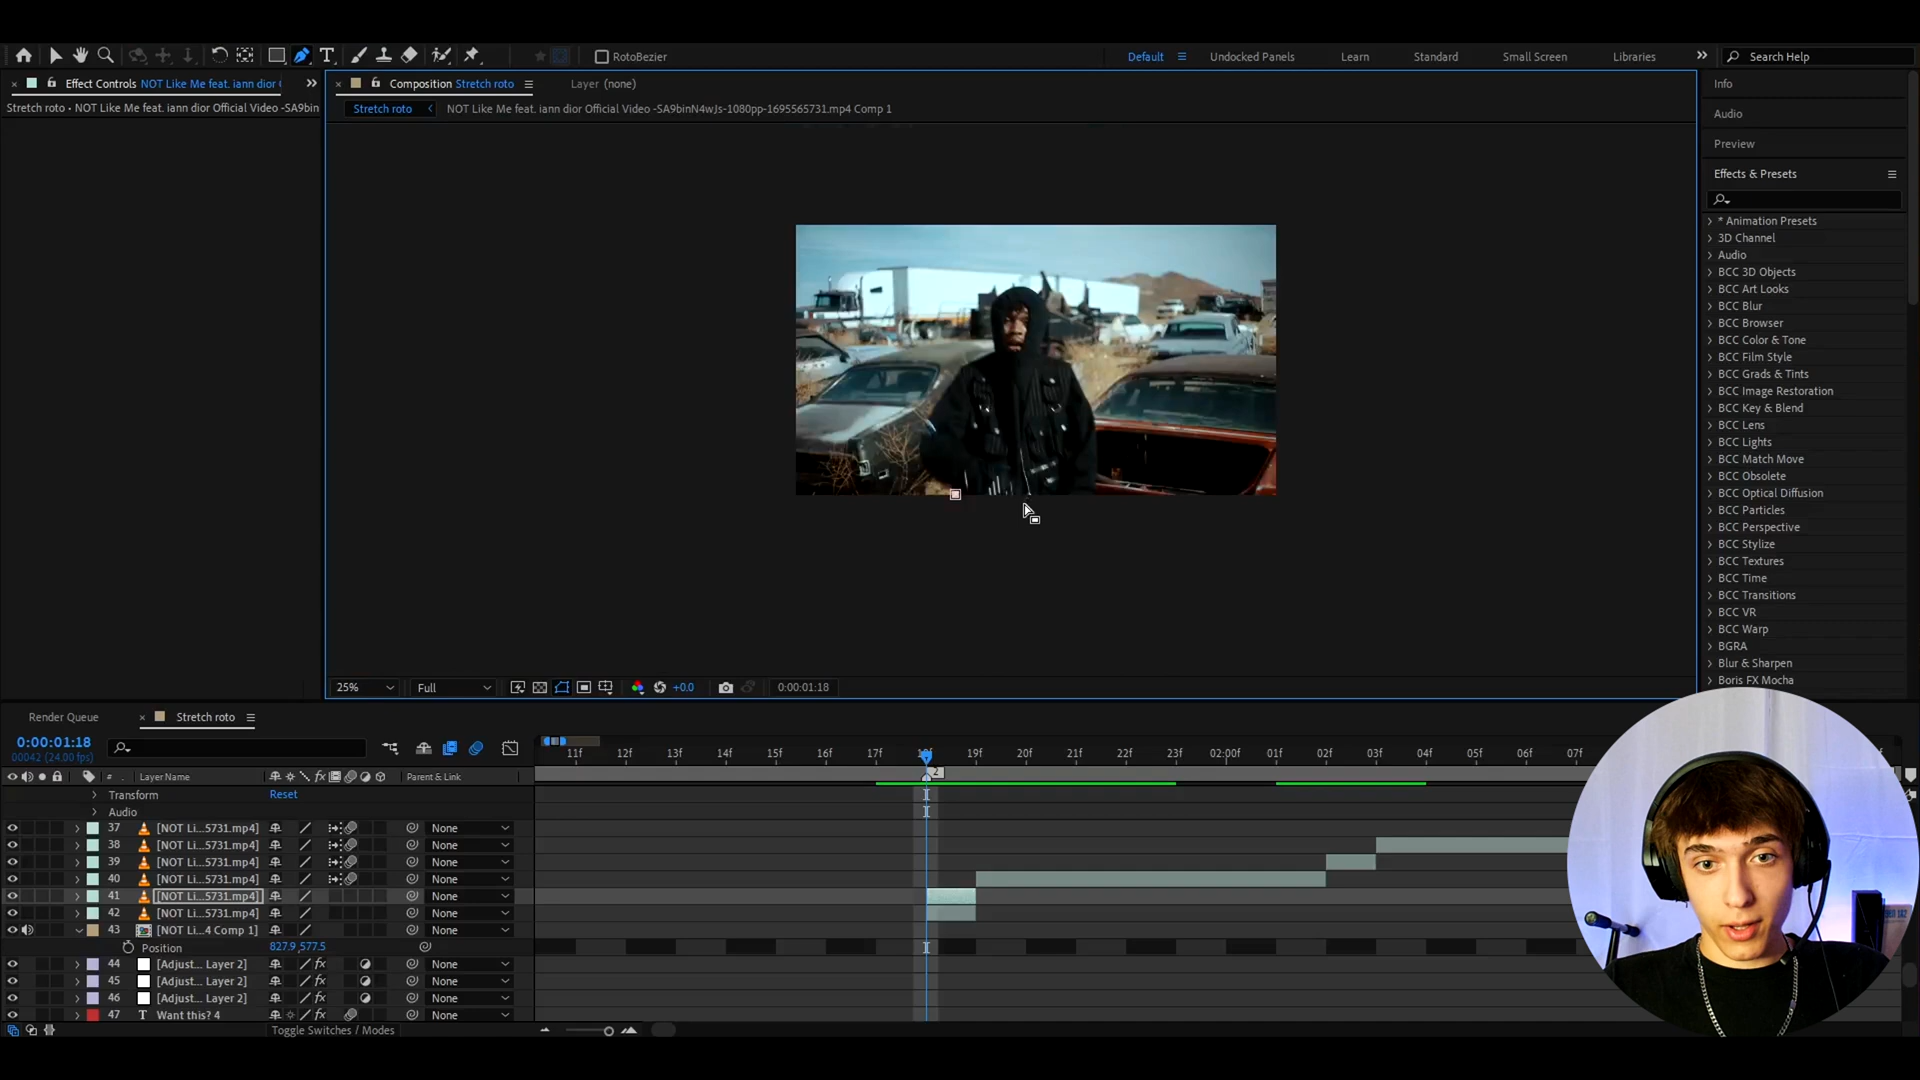 RotoBezier
Default
Undocked Panels
Learn
Standard
Small Screen
Libraries
Search Help
Effect Controls NOT Like Me feat. iann dior
Composition Stretch roto
Layer (none)
Info
Stretch roto • NOT Like Me feat. iann dior Official Video -SA9bin
Stretch roto
NOT Like Me feat. iann dior Official Video -SA9binN4wJs-1080pp-1695565731.mp4 Comp 1
Audio
Preview
Effects & Presets
* Animation Presets
3D Channel
Audio
BCC 3D Objects
BCC Art Looks
BCC Blur
BCC Browser
BCC Color & Tone
BCC Film Style
BCC Grads & Tints
BCC Image Restoration
BCC Key & Blend
BCC Lens
BCC Lights
BCC Match Move
BCC Obsolete
BCC Optical Diffusion
BCC Particles
BCC Perspective
BCC Stylize
BCC Textures
BCC Time
BCC Transitions
BCC VR
BCC Warp
BGRA
Blur & Sharpen
Boris FX Mocha
25%
Full
+0.0
0:00:01:18
Render Queue
Stretch roto
0:00:01:18
00042 (24.00 fps)
11f 12f 13f 14f 15f 16f 17f 18f 19f 20f 21f 22f 23f 02:00f 01f 02f 03f 04f 05f 06f 07f
2
# Layer Name
Parent & Link
Transform
Reset
Audio
37 [NOT Li...5731.mp4] None
38 [NOT Li...5731.mp4] None
39 [NOT Li...5731.mp4] None
40 [NOT Li...5731.mp4] None
41 [NOT Li...5731.mp4] None
42 [NOT Li...5731.mp4] None
43 [NOT Li...4 Comp 1] None
Position 827.9,577.5
44 [Adjust... Layer 2] fx None
45 [Adjust... Layer 2] fx None
46 [Adjust... Layer 2] fx None
47 T Want this? 4 None
Toggle Switches / Modes